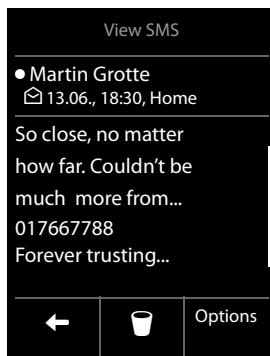 View SMS
Martin Grotte
13.06., 18:30, Home
So close, no matter
how far. Couldn't be
much more from...
017667788
Forever trusting...
Options